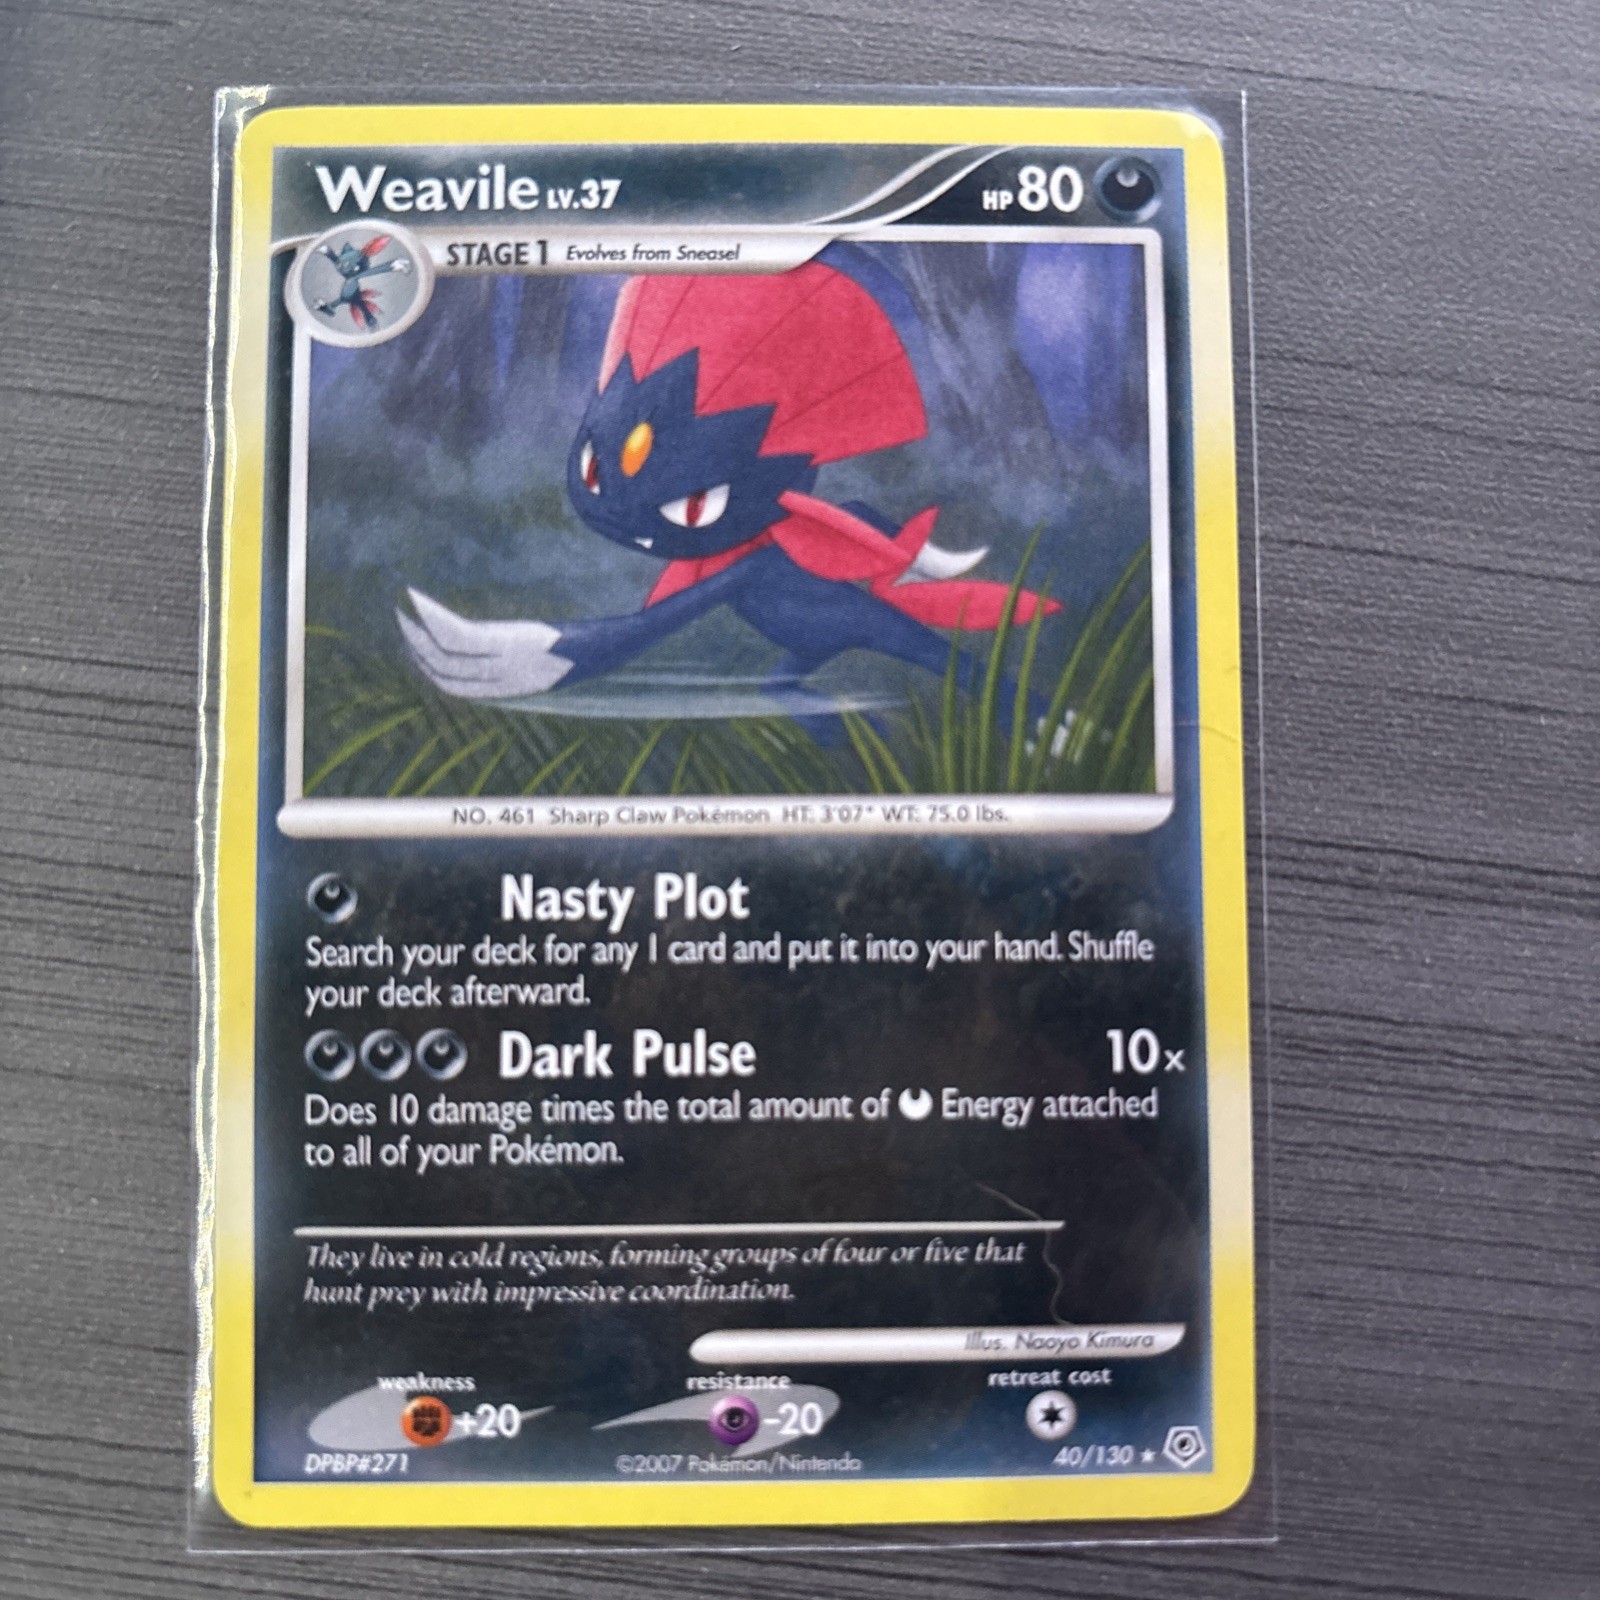 Weavile LV.37 HP 80
STAGE 1 Evolves from Sneasel
NO. 461 Sharp Claw Pokémon HT: 3'07" WT: 75.0 lbs.
Nasty Plot
Search your deck for any 1 card and put it into your hand. Shuffle
your deck afterward.
Dark Pulse 10x
Does 10 damage times the total amount of Energy attached
to all of your Pokémon.
They live in cold regions, forming groups of four or five that
hunt prey with impressive coordination.
Illus. Naoyo Kimura
weakness resistance retreat cost
+20 -20
DPBP#271 ©2007 Pokémon/Nintendo 40/130 ★